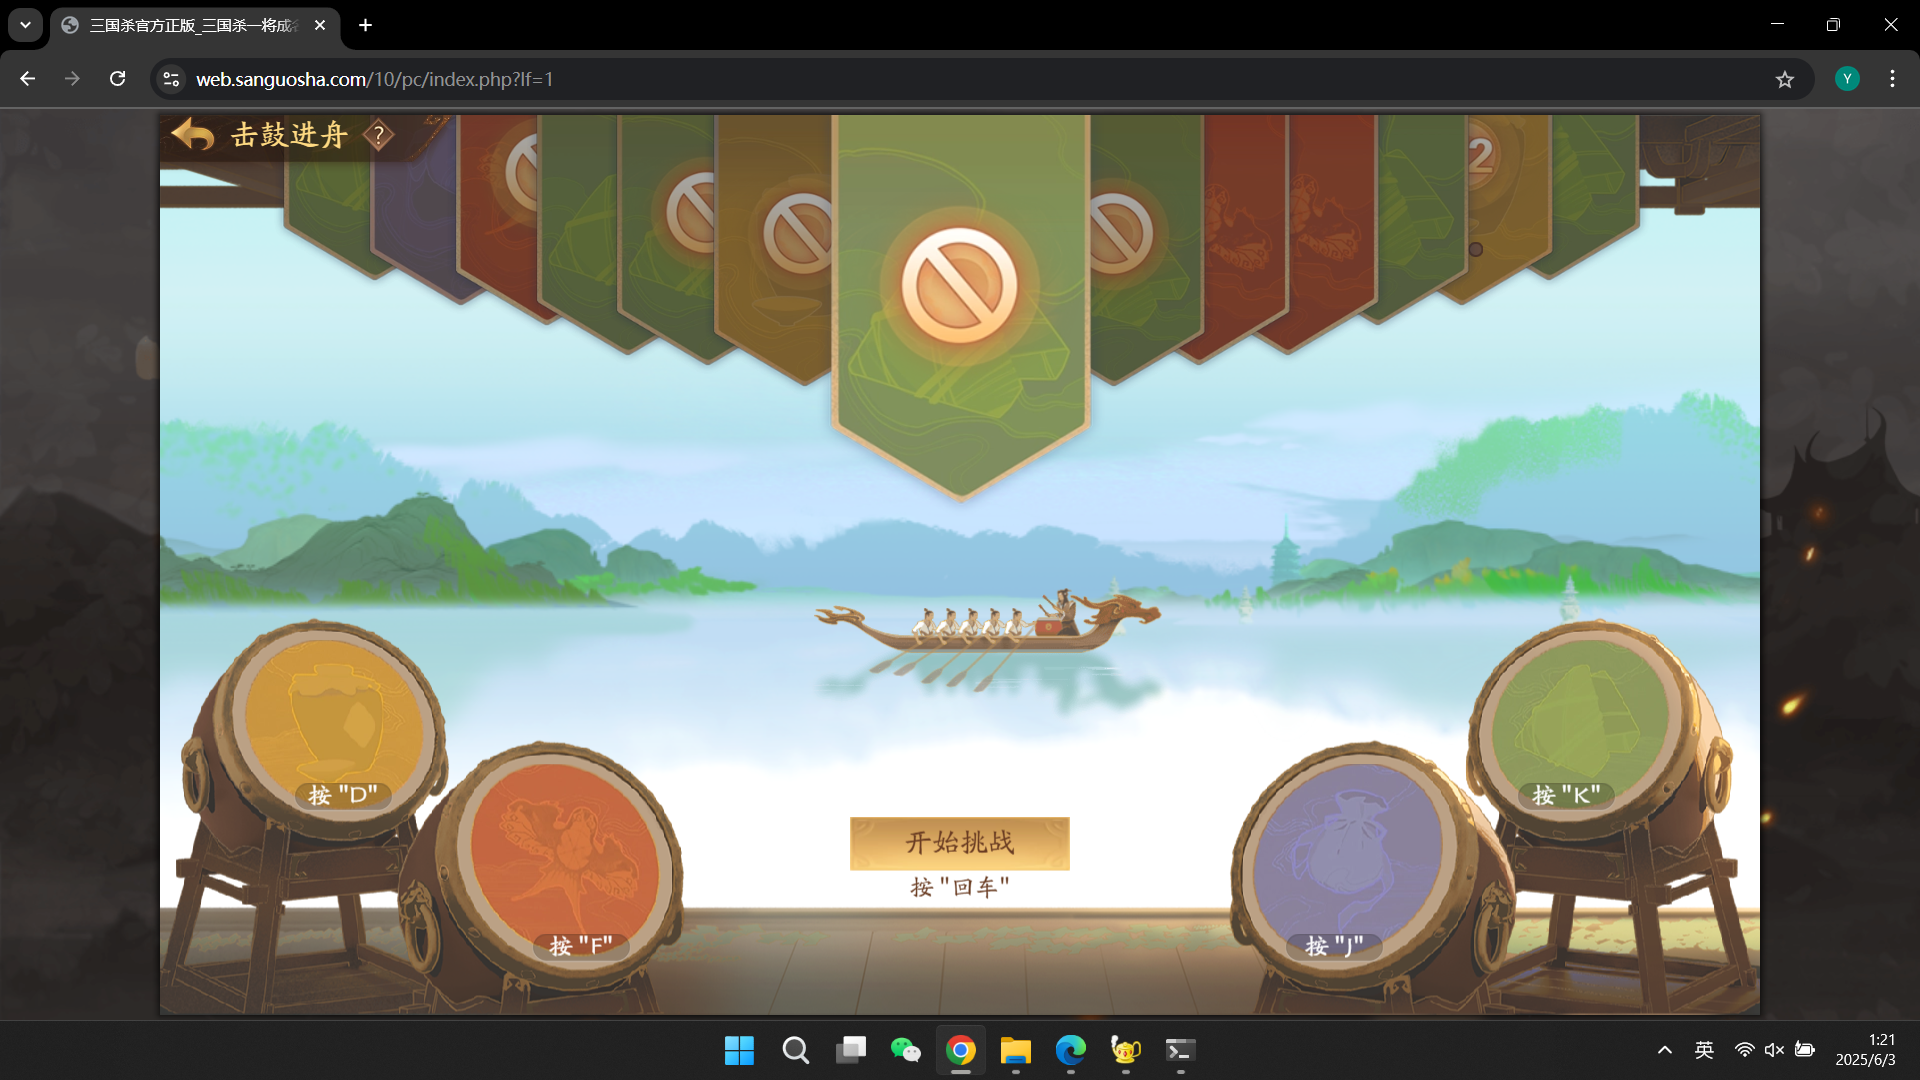 三国杀官方正版_三国杀一将成
web.sanguosha.com/10/pc/index.php?lf=1
Y
击鼓进舟 ?
2
按"D"
按"K"
开始挑战
按"回车"
按"F"
按"J"
英
1:21
2025/6/3